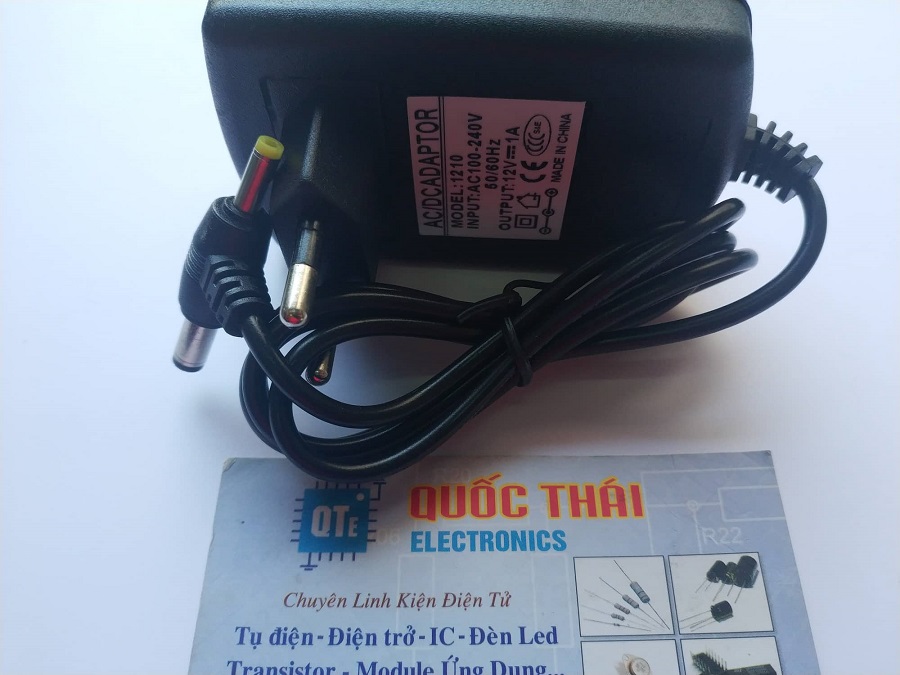 AC/DCADAPTOR
MODEL:1210
INPUT:AC100-240V
50/60Hz
OUTPUT:12V⎓1A
CE
MADE IN CHINA
QTE
QUỐC THÁI
ELECTRONICS
R22
Chuyên Linh Kiện Điện Tử
Tụ điện-Điện trở-IC-Đèn Led
Transistor - Module Ứng Dụng...